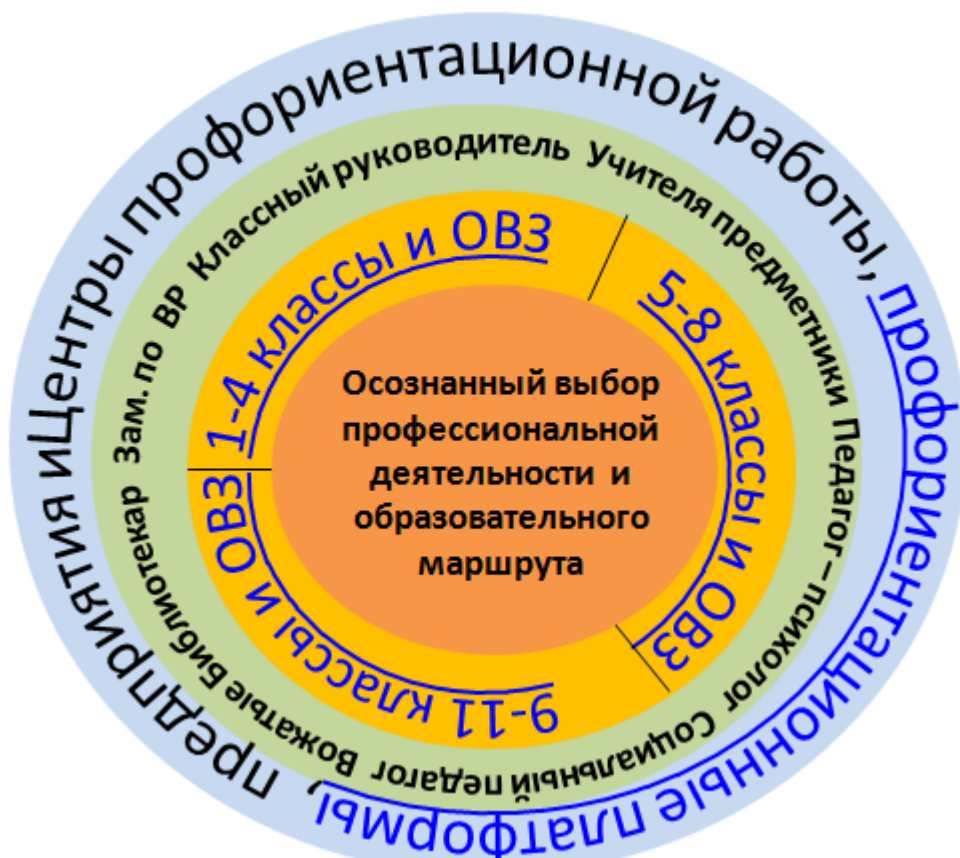 Центры профориентационной работы, профориентационные платформы, предприятия и
Классный руководитель Учителя предметники Педагог – психолог Социальный педагог Вожатые Библиотекар Зам. по ВР
1-4 классы и ОВЗ
5-8 классы и ОВЗ
9-11 классы и ОВЗ
Осознанный выбор
профессиональной
деятельности и
образовательного
маршрута